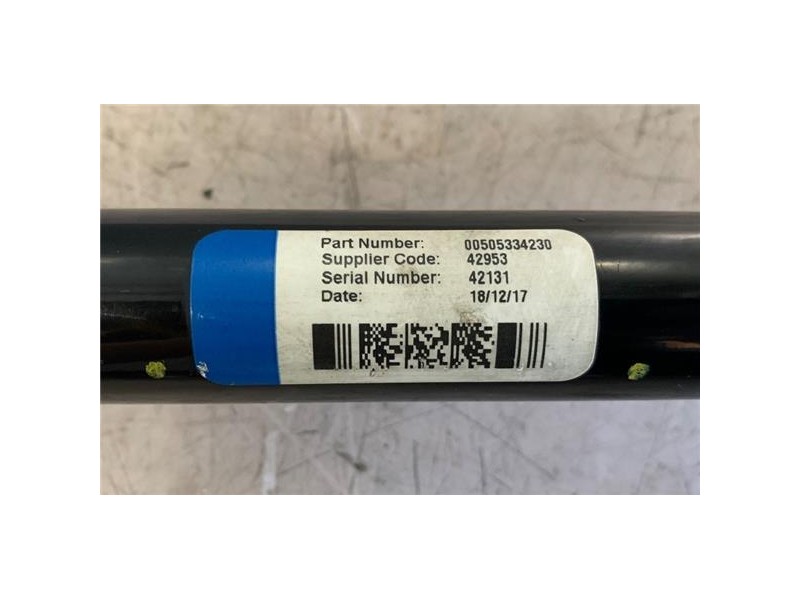 Part Number: 00505334230
Supplier Code: 42953
Serial Number: 42131
Date: 18/12/17